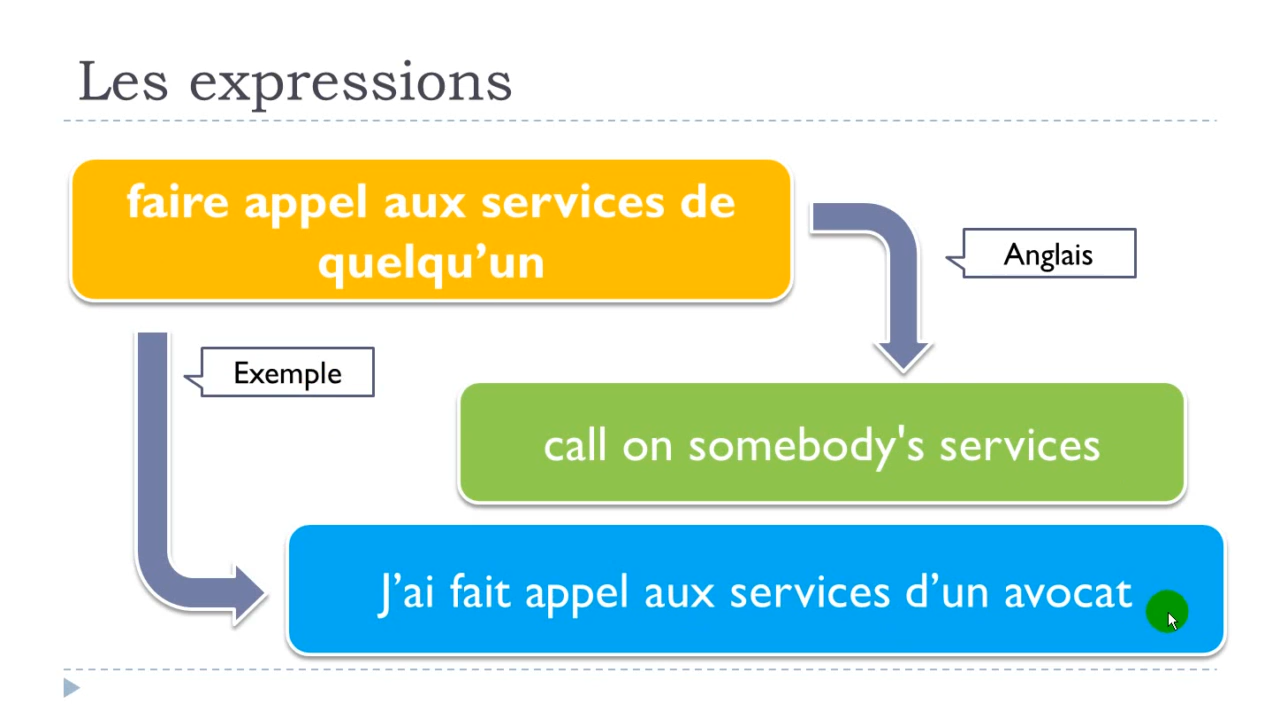 Les expressions
faire appel aux services de
quelqu’un
Anglais
Exemple
call on somebody's services
J’ai fait appel aux services d’un avocat